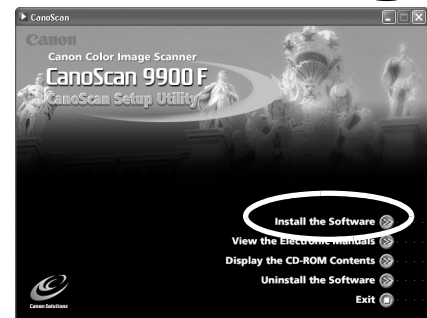 CanoScan
Canon
Canon Color Image Scanner
CanoScan 9900F
CanoScan Setup Utility
Install the Software
View the Electronic Manuals
Display the CD-ROM Contents
Uninstall the Software
Exit
Canon Solutions